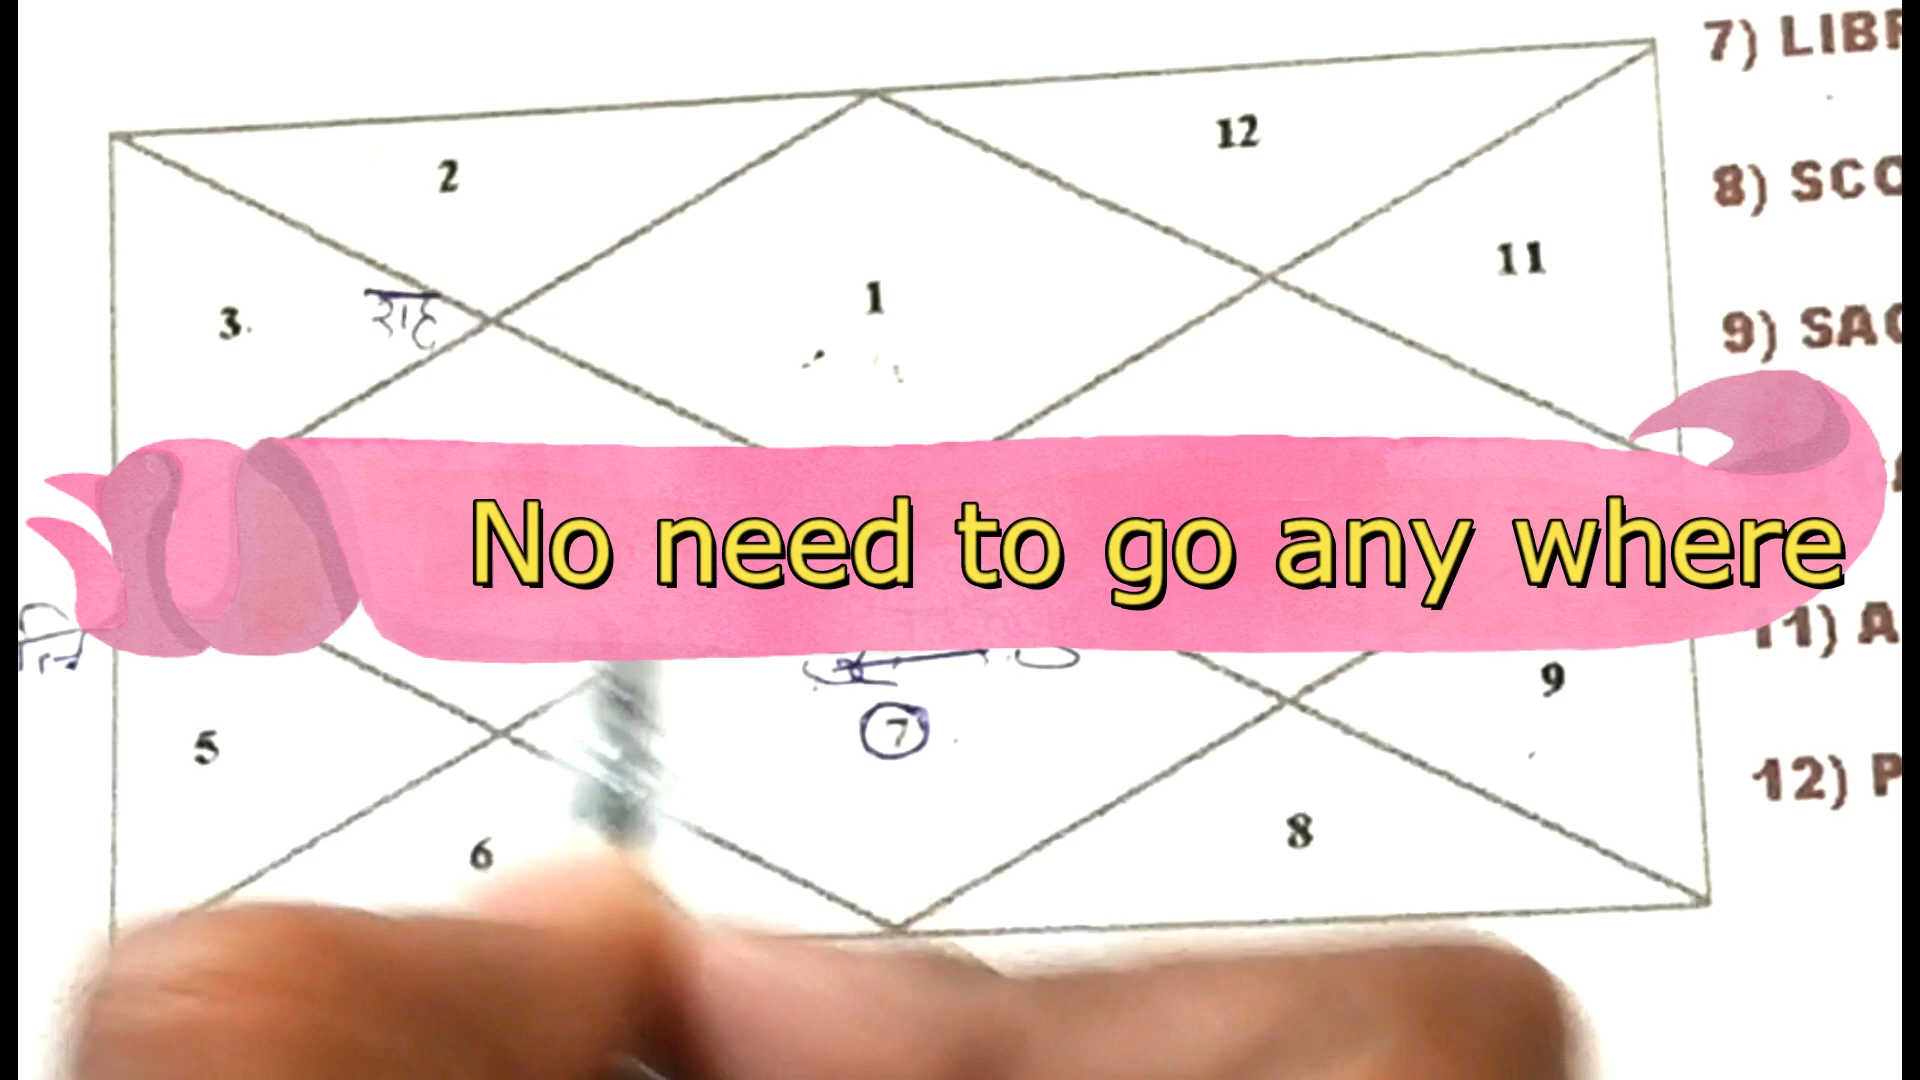 7) LIB
2
12
8) SCO
11
3.
राहु
1
9) SA
No need to go any where
11) A
9
7
5
12) P
8
6